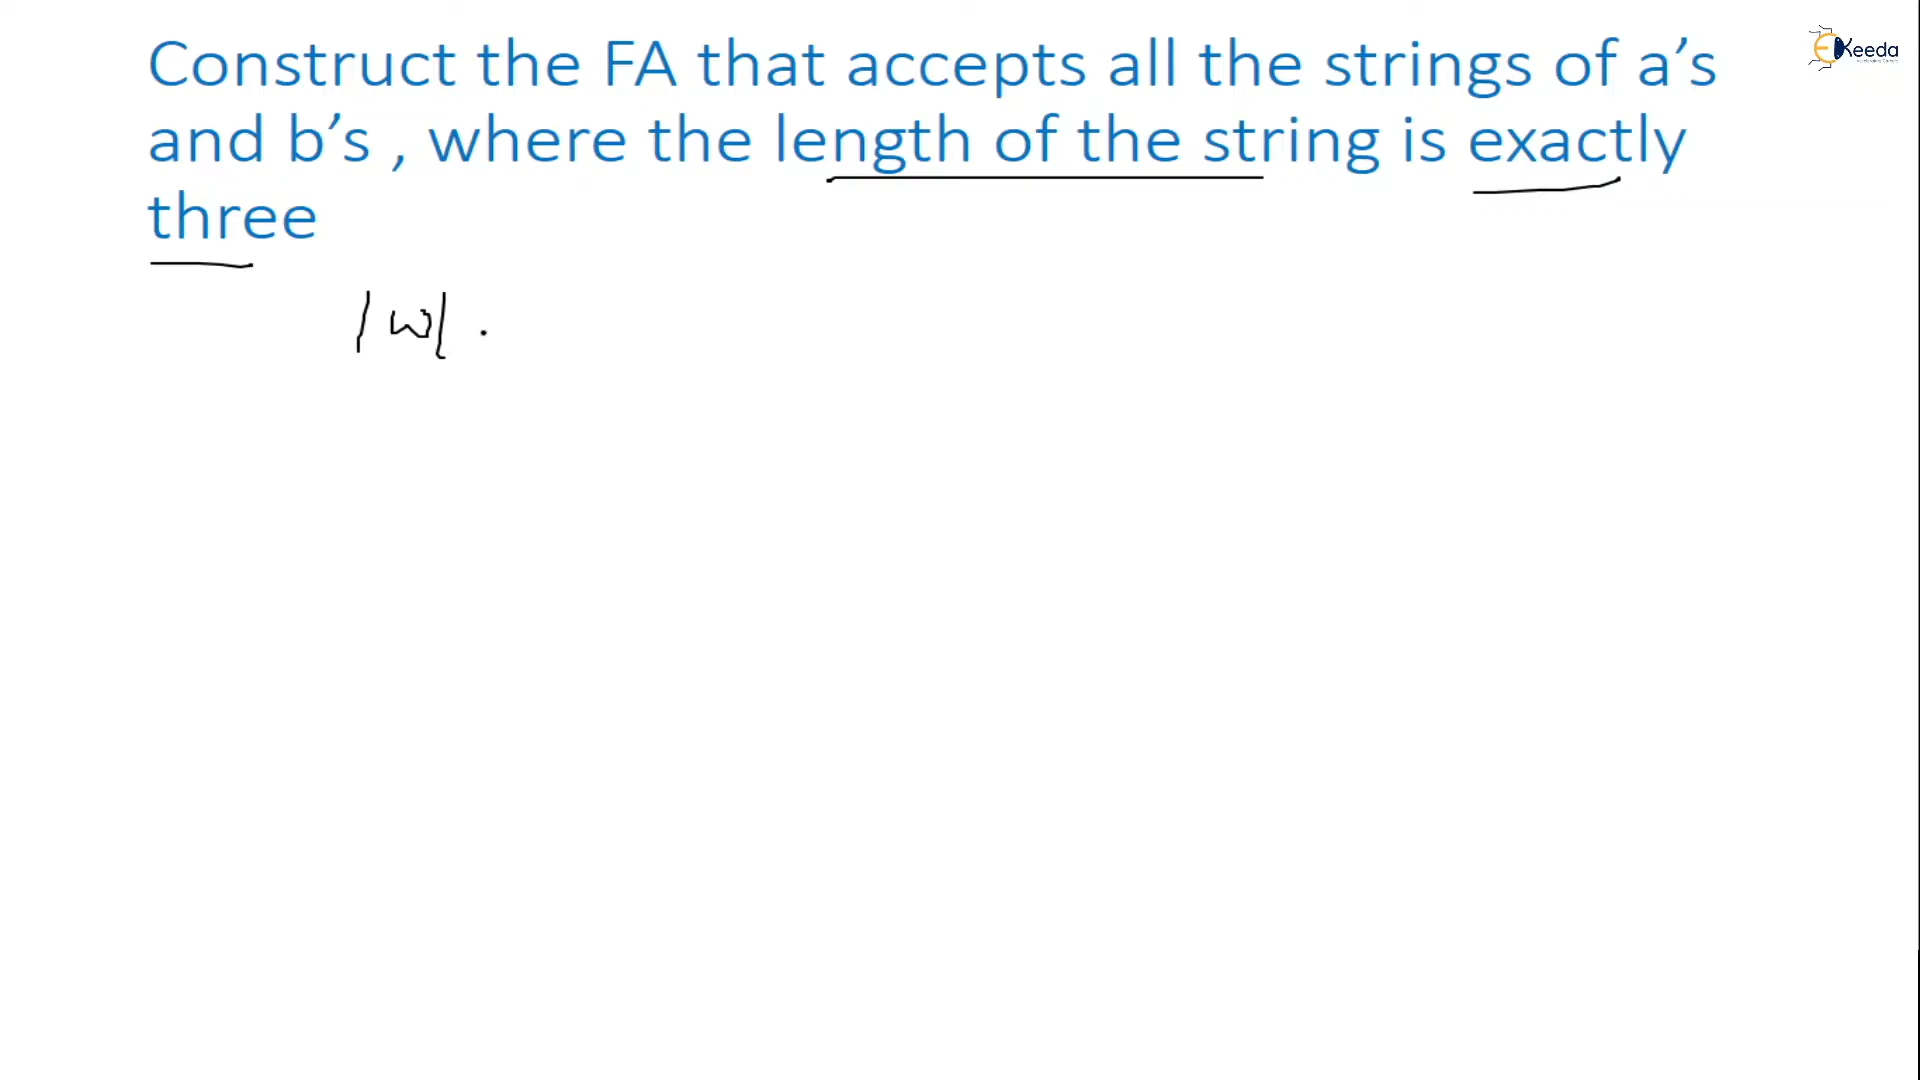 Construct the FA that accepts all the strings of a’s
and b’s , where the length of the string is exactly
three
|w| .
EKeeda